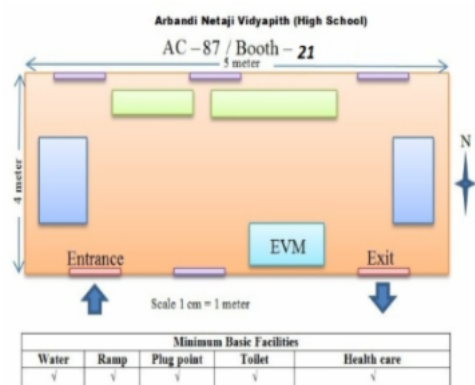 Arbandi Netaji Vidyapith (High School)
AC – 87 / Booth – 21
5 meter
4 meter
N
EVM
Entrance
Exit
Scale 1 cm = 1 meter
Minimum Basic Facilities
Water Ramp Plug point Toilet Health care
√ √ √ √ √